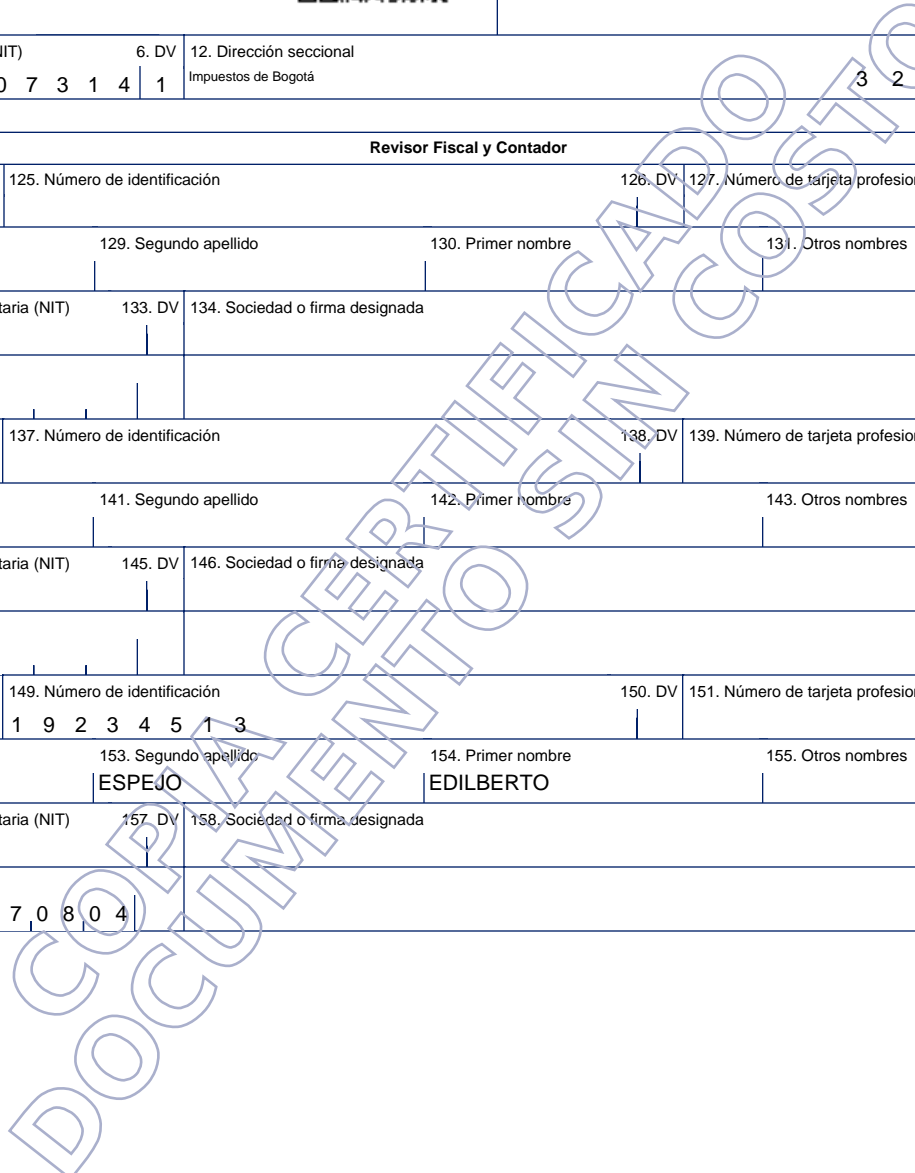 IT) 6. DV 12. Dirección seccional
0 7 3 1 4 1 Impuestos de Bogotá 3 2
Revisor Fiscal y Contador
125. Número de identificación 126. DV 127. Número de tarjeta profesion
129. Segundo apellido 130. Primer nombre 131. Otros nombres
taria (NIT) 133. DV 134. Sociedad o firma designada
137. Número de identificación 138. DV 139. Número de tarjeta profesion
141. Segundo apellido 142. Primer nombre 143. Otros nombres
taria (NIT) 145. DV 146. Sociedad o firma designada
149. Número de identificación 150. DV 151. Número de tarjeta profesion
1 9 2 3 4 5 1 3
153. Segundo apellido 154. Primer nombre 155. Otros nombres
ESPEJO EDILBERTO
taria (NIT) 157. DV 158. Sociedad o firma designada
7 0 8 0 4
COPIA CERTIFICADO
DOCUMENTO SIN COSTO